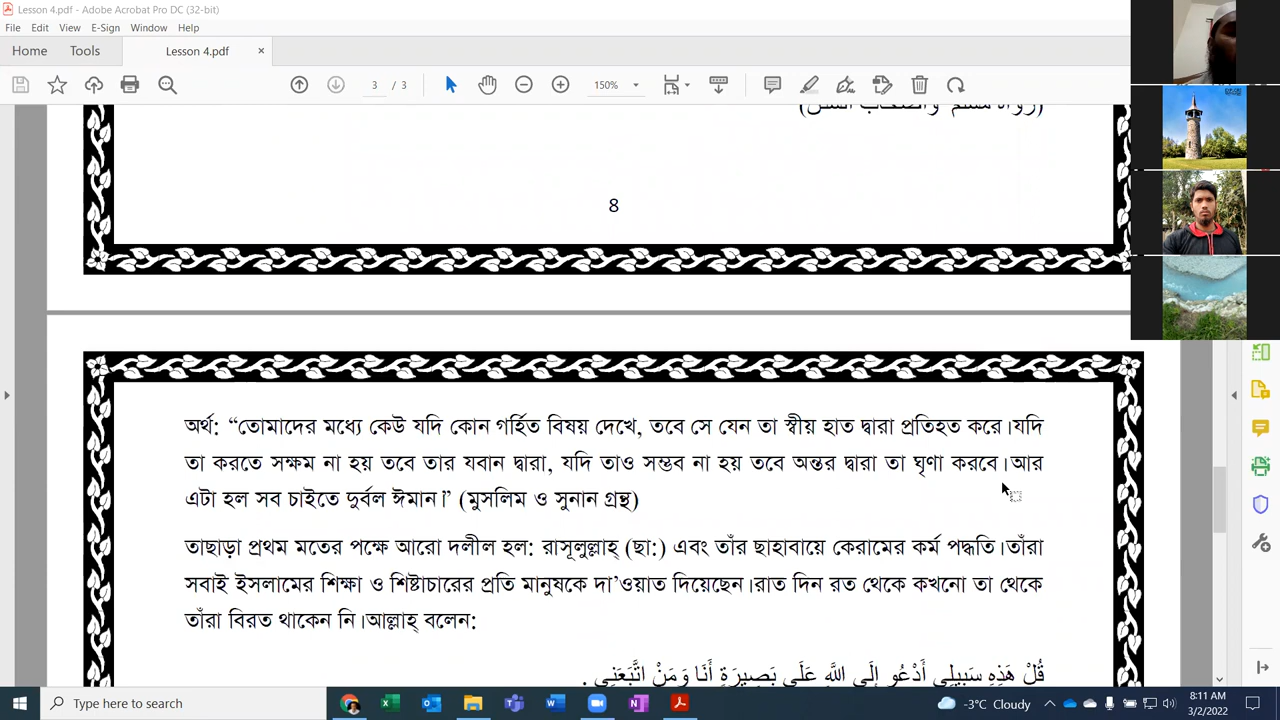 Lesson 4.pdf - Adobe Acrobat Pro DC (32-bit)
File Edit View E-Sign Window Help
Home Tools Lesson 4.pdf ×
3 / 3 150%
8
অর্থ: “তোমাদের মধ্যে কেউ যদি কোন গর্হিত বিষয় দেখে, তবে সে যেন তা স্বীয় হাত দ্বারা প্রতিহত করে।যদি
তা করতে সক্ষম না হয় তবে তার যবান দ্বারা, যদি তাও সম্ভব না হয় তবে অন্তর দ্বারা তা ঘৃণা করবে।আর
এটা হল সব চাইতে দুর্বল ঈমান।” (মুসলিম ও সুনান গ্রন্থ)
তাছাড়া প্রথম মতের পক্ষে আরো দলীল হল: রাসূলুল্লাহ্ (ছা:) এবং তাঁর ছাহাবায়ে কেরামের কর্ম পদ্ধতি।তাঁরা
সবাই ইসলামের শিক্ষা ও শিষ্টাচারের প্রতি মানুষকে দা’ওয়াত দিয়েছেন।রাত দিন রত থেকে কখনো তা থেকে
তাঁরা বিরত থাকেন নি।আল্লাহ্ বলেন:
قُلْ هَذِهِ سَبِيلِي أَدْعُو إِلَى اللَّهِ عَلَى بَصِيرَةٍ أَنَا وَمَنْ اتَّبَعَنِي .
Type here to search
-3°C Cloudy
8:11 AM
3/2/2022